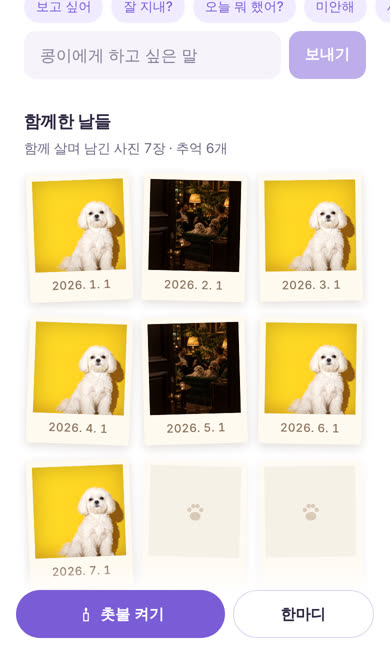 보고 싶어 잘 지내? 오늘 뭐 했어? 미안해
콩이에게 하고 싶은 말 보내기
함께한 날들
함께 살며 남긴 사진 7장 · 추억 6개
2026. 1. 1 2026. 2. 1 2026. 3. 1
2026. 4. 1 2026. 5. 1 2026. 6. 1
2026. 7. 1
촛불 켜기 한마디